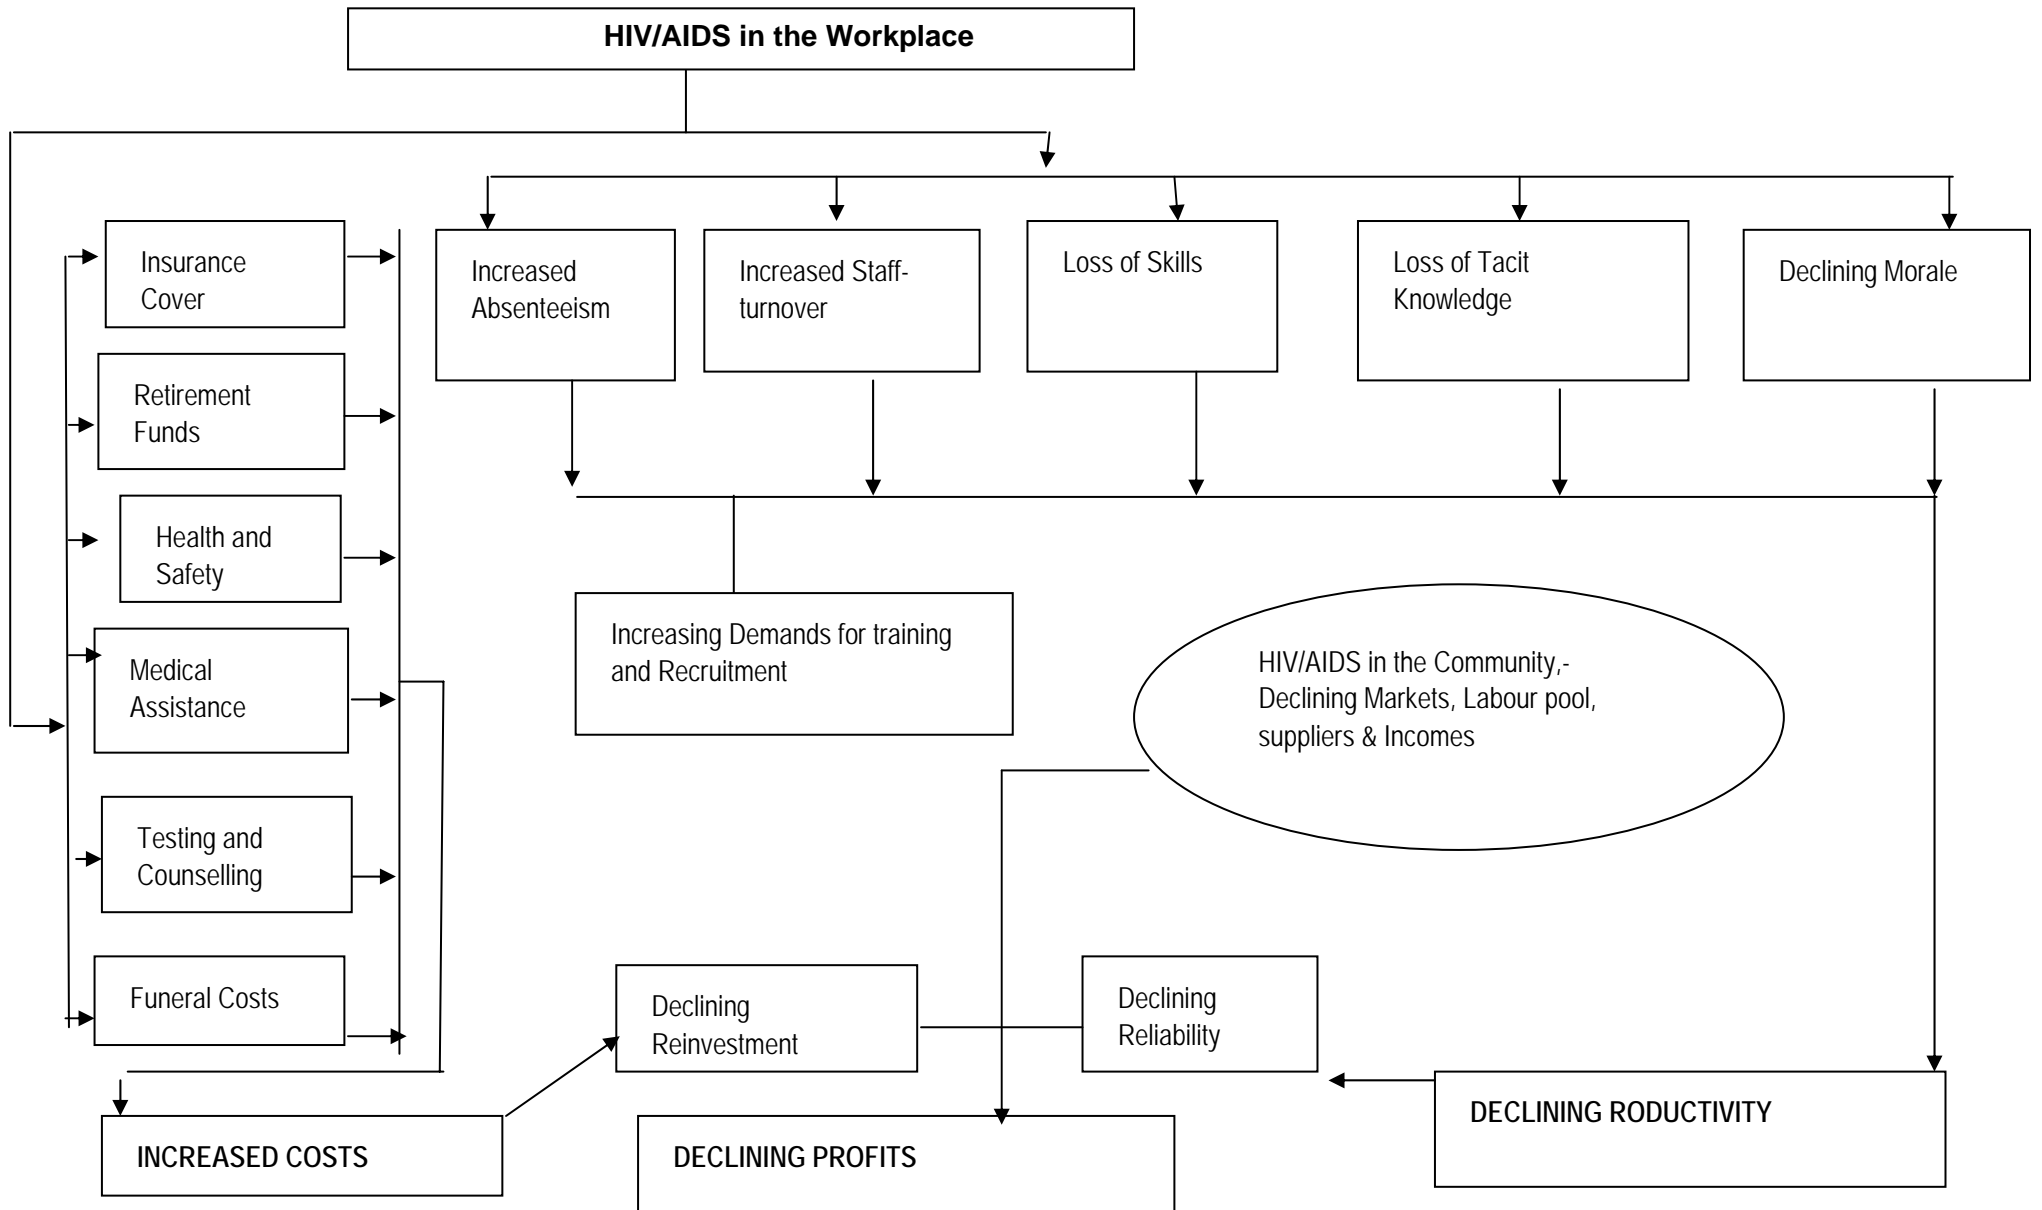 HIV/AIDS in the Workplace
Insurance
Cover
Increased
Absenteeism
Increased Staff-
turnover
Loss of Skills
Loss of Tacit
Knowledge
Declining Morale
Retirement
Funds
Health and
Safety
Medical
Assistance
Testing and
Counselling
Funeral Costs
Increasing Demands for training
and Recruitment
HIV/AIDS in the Community,-
Declining Markets, Labour pool,
suppliers & Incomes
Declining
Reinvestment
Declining
Reliability
INCREASED COSTS
DECLINING PROFITS
DECLINING RODUCTIVITY